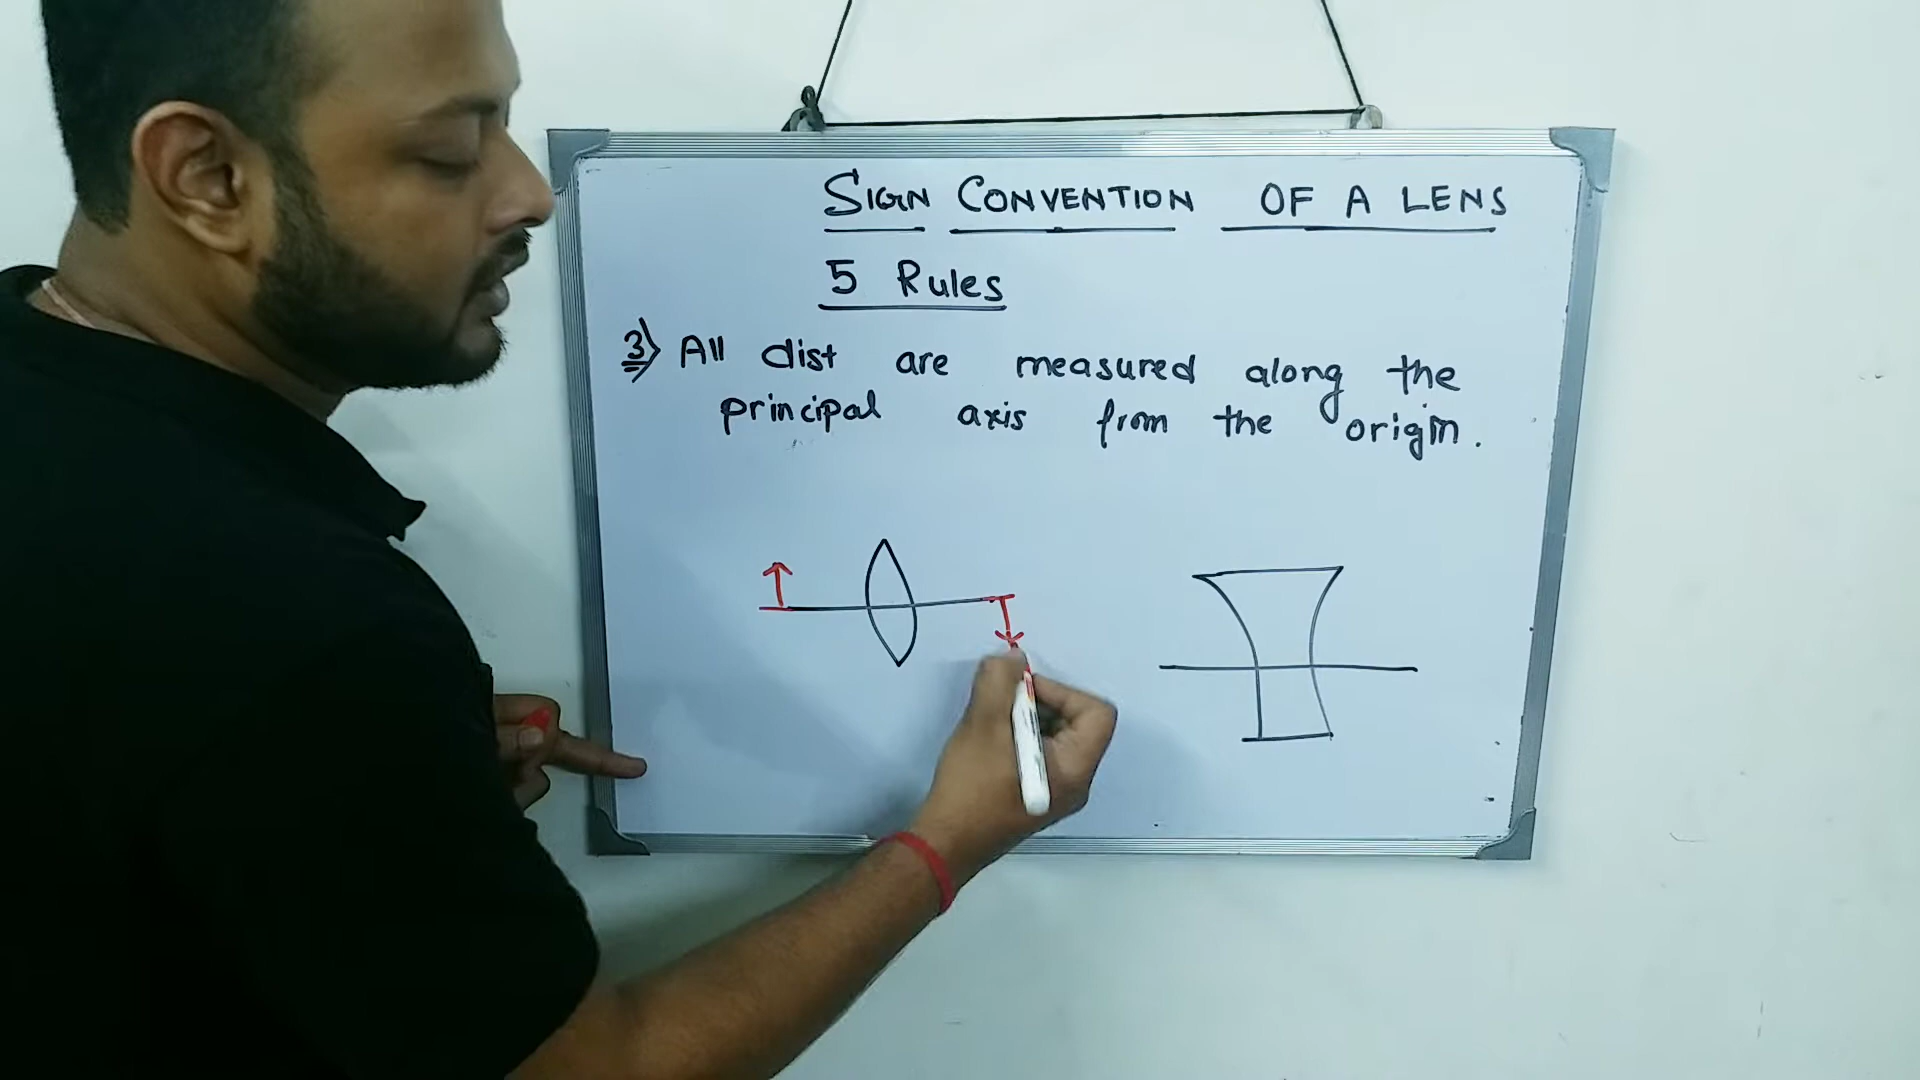 SIGN CONVENTION OF A LENS
5 Rules
3) All dist are measured along the
principal axis from the origin.